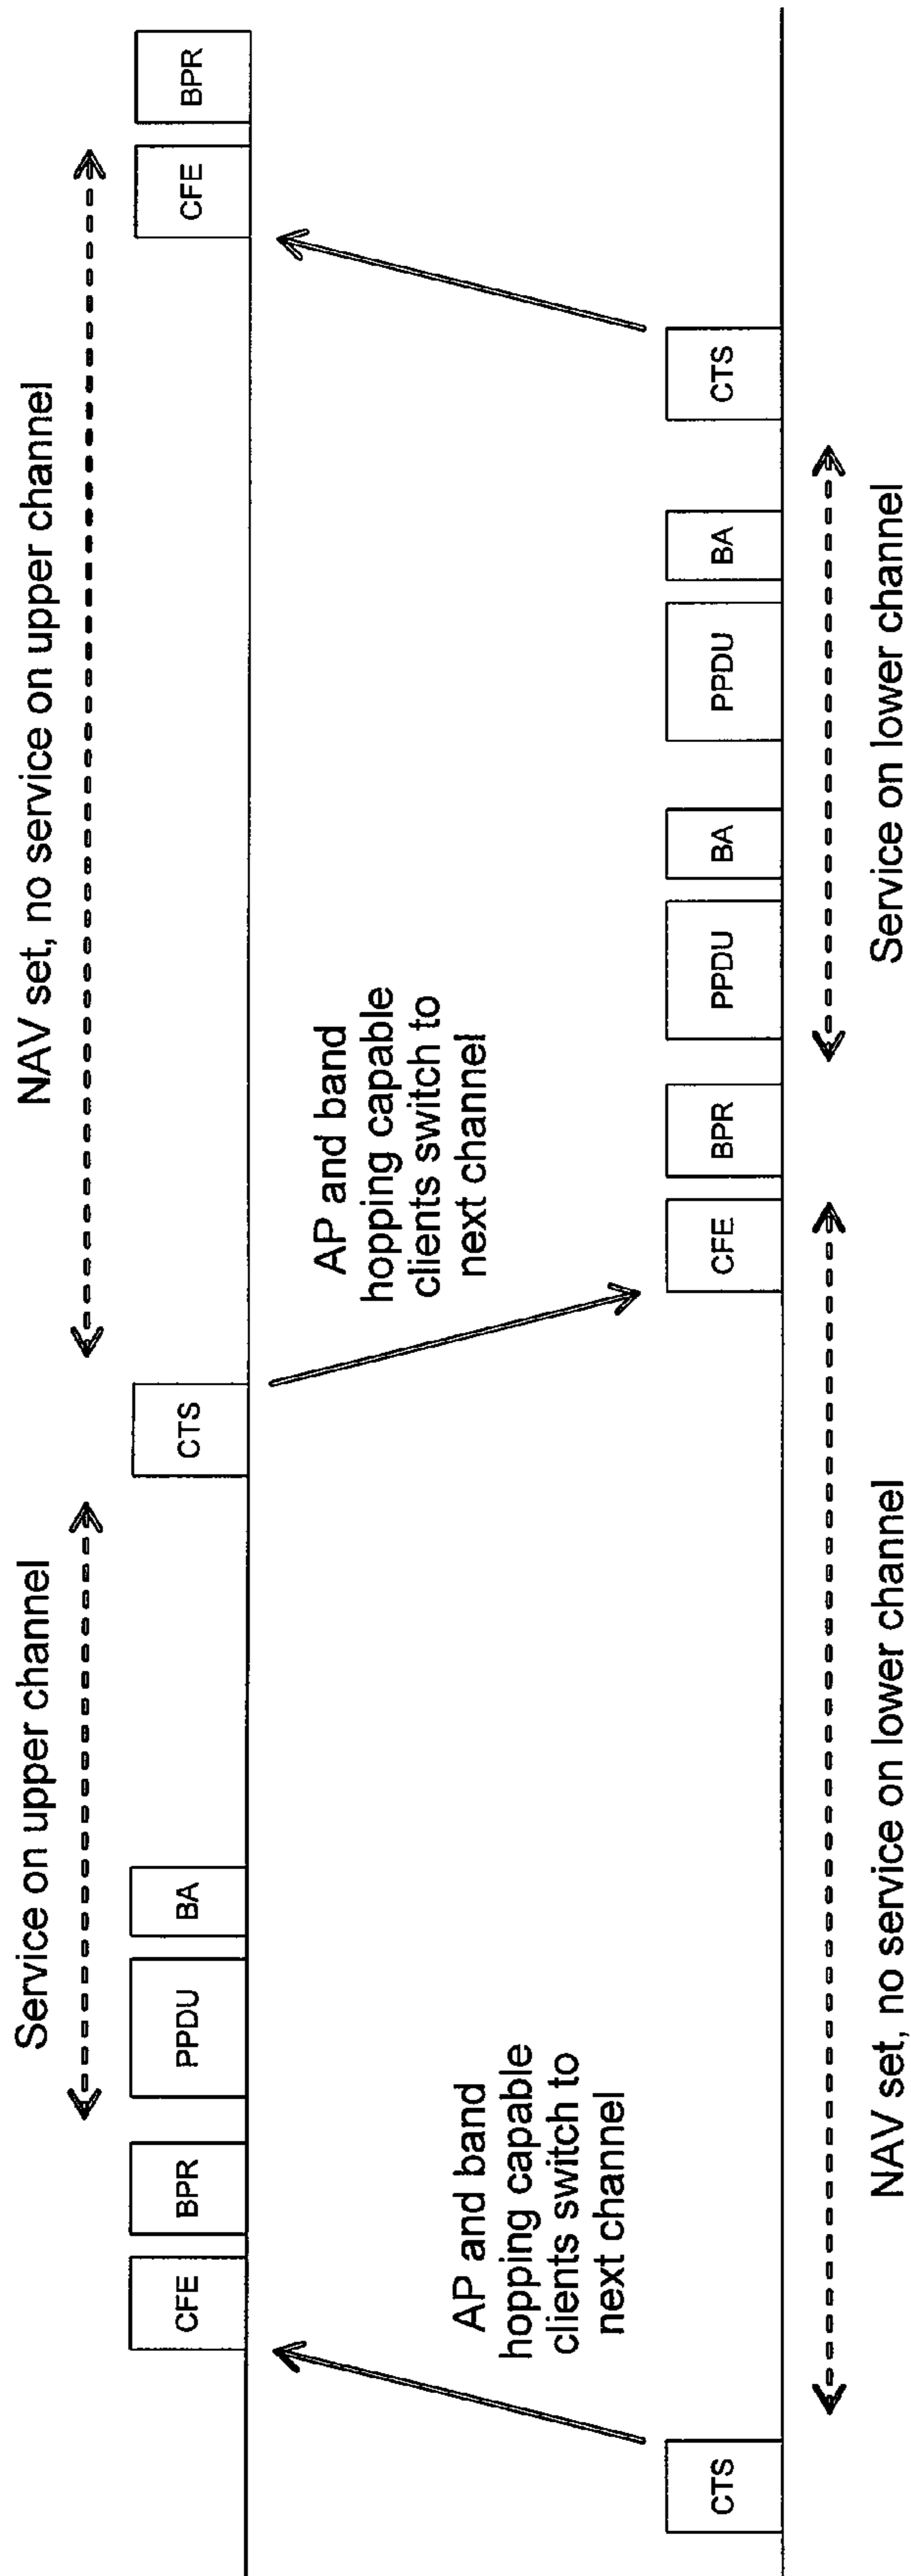 Service on upper channel
NAV set, no service on upper channel
CFE
BPR
PPDU
BA
CTS
CFE
BPR
AP and band
hopping capable
clients switch to
next channel
AP and band
hopping capable
clients switch to
next channel
CTS
CFE
BPR
PPDU
BA
PPDU
BA
CTS
NAV set, no service on lower channel
Service on lower channel